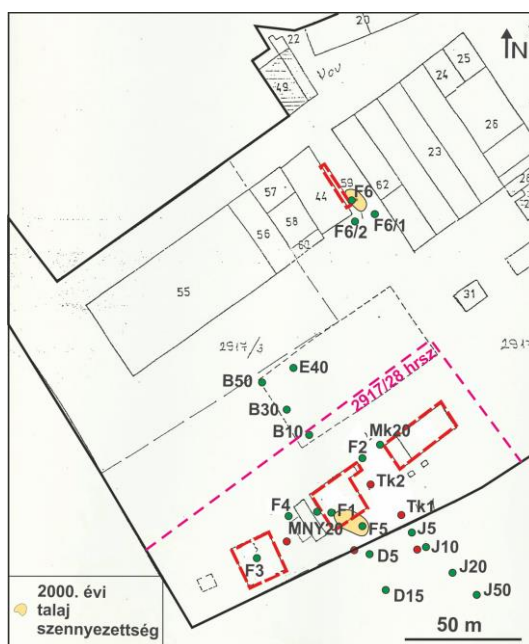 22
20
N
49
VOV
24
25
23
26
59
62
F6
44
57
58
56
60
F6/1
F6/2
55
31
2917/3
2917
E40
B50
B30
B10
2917/28 hrsz
Mk20
F2
Tk2
Tk1
F4
F1
MNY20
F5
J5
F3
D5
J10
J20
D15
J50
2000. évi
talaj
szennyezettség
50 m